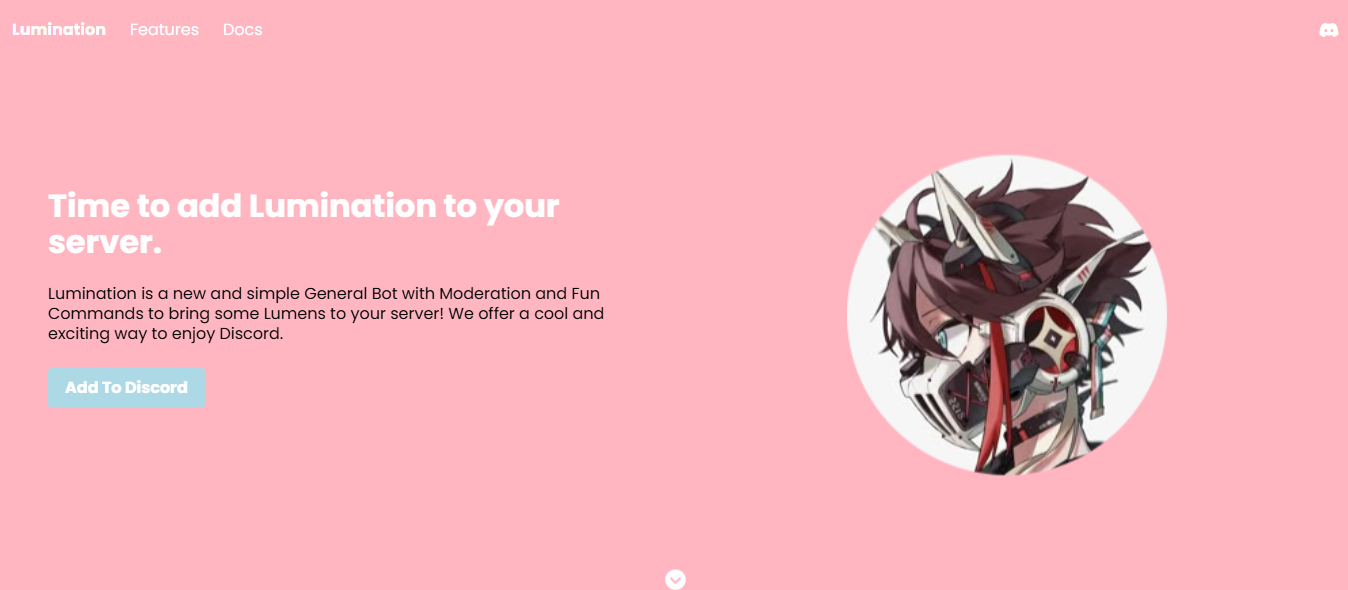 Lumination Features Docs
Time to add Lumination to your
server.
Lumination is a new and simple General Bot with Moderation and Fun
Commands to bring some Lumens to your server! We offer a cool and
exciting way to enjoy Discord.
Add To Discord